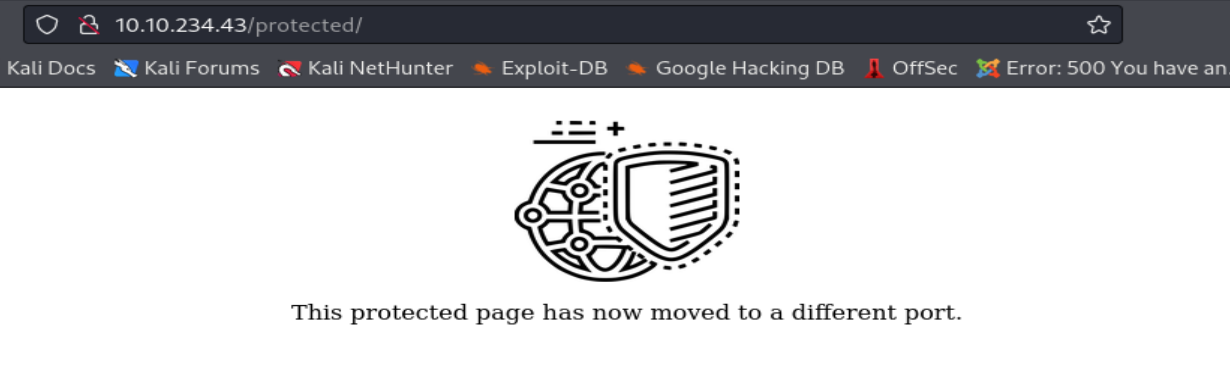 10.10.234.43/protected/
Kali Docs Kali Forums Kali NetHunter Exploit-DB Google Hacking DB OffSec Error: 500 You have an.
This protected page has now moved to a different port.